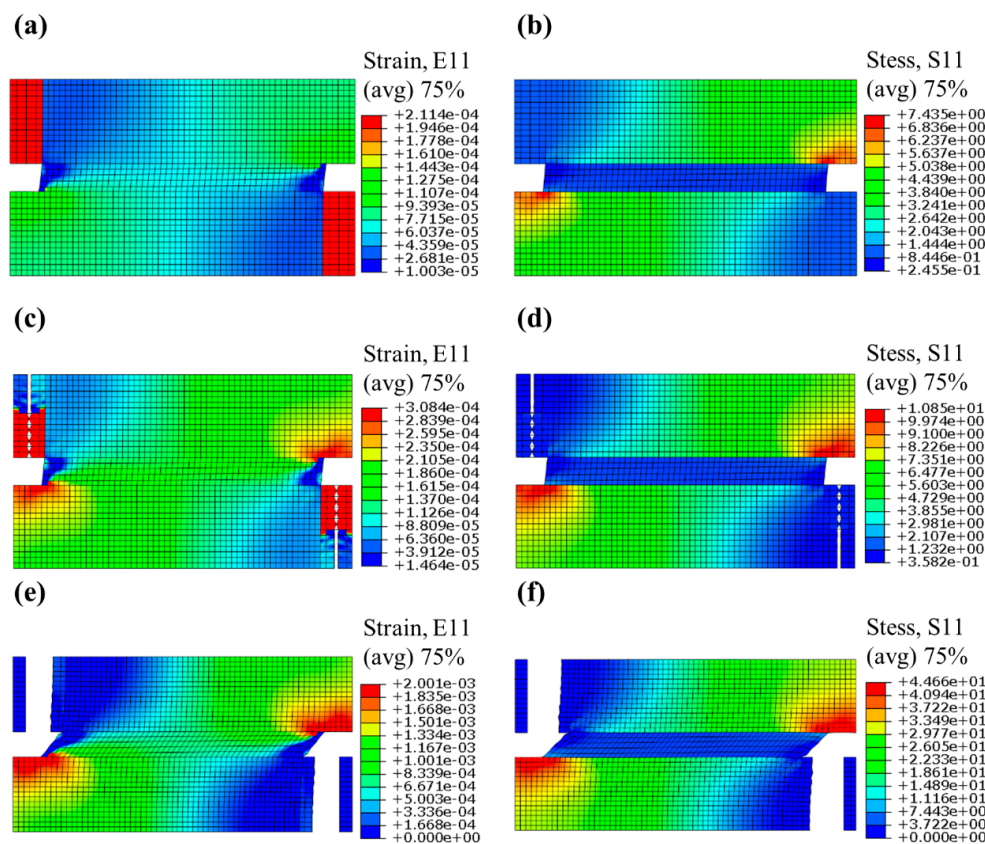 (a)
Strain, E11
(avg) 75%
+2.114e-04
+1.946e-04
+1.778e-04
+1.610e-04
+1.443e-04
+1.275e-04
+1.107e-04
+9.393e-05
+7.715e-05
+6.037e-05
+4.359e-05
+2.681e-05
+1.003e-05
(b)
Stess, S11
(avg) 75%
+7.435e+00
+6.836e+00
+6.237e+00
+5.637e+00
+5.038e+00
+4.439e+00
+3.840e+00
+3.241e+00
+2.642e+00
+2.043e+00
+1.444e+00
+8.446e-01
+2.455e-01
(c)
Strain, E11
(avg) 75%
+3.084e-04
+2.839e-04
+2.595e-04
+2.350e-04
+2.105e-04
+1.860e-04
+1.615e-04
+1.370e-04
+1.126e-04
+8.809e-05
+6.360e-05
+3.912e-05
+1.464e-05
(d)
Stess, S11
(avg) 75%
+1.085e+01
+9.974e+00
+9.100e+00
+8.226e+00
+7.351e+00
+6.477e+00
+5.603e+00
+4.729e+00
+3.855e+00
+2.981e+00
+2.107e+00
+1.232e+00
+3.582e-01
(e)
Strain, E11
(avg) 75%
+2.001e-03
+1.835e-03
+1.668e-03
+1.501e-03
+1.334e-03
+1.167e-03
+1.001e-03
+8.339e-04
+6.671e-04
+5.003e-04
+3.336e-04
+1.668e-04
+0.000e+00
(f)
Stess, S11
(avg) 75%
+4.466e+01
+4.094e+01
+3.722e+01
+3.349e+01
+2.977e+01
+2.605e+01
+2.233e+01
+1.861e+01
+1.489e+01
+1.116e+01
+7.443e+00
+3.722e+00
+0.000e+00